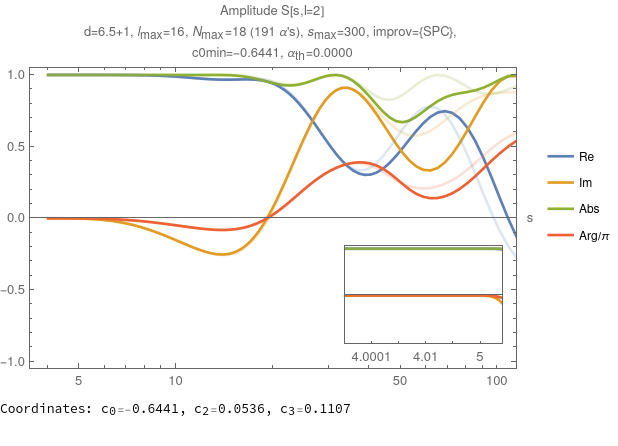 Amplitude S[s,l=2]
d=6.5+1, lmax=16, Nmax=18 (191 α's), smax=300, improv={SPC},
c0min=-0.6441, αth=0.0000
1.0
0.5
0.0
-0.5
-1.0
s
Re
Im
Abs
Arg/π
4.0001 4.01 5
5 10 50 100
Coordinates: c0=-0.6441, c2=0.0536, c3=0.1107